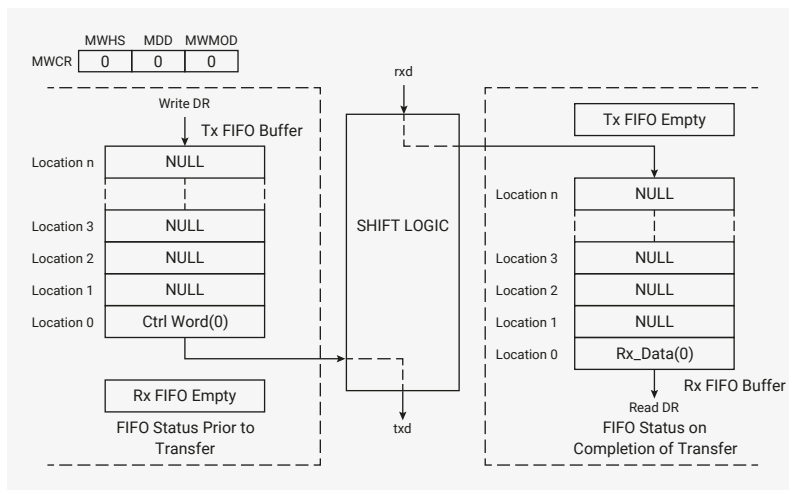 MWHS MDD MWMOD
MWCR 0 0 0
Write DR
Tx FIFO Buffer
Location n NULL
Location 3 NULL
Location 2 NULL
Location 1 NULL
Location 0 Ctrl Word(0)
Rx FIFO Empty
FIFO Status Prior to
Transfer
rxd
SHIFT LOGIC
txd
Tx FIFO Empty
Location n NULL
Location 3 NULL
Location 2 NULL
Location 1 NULL
Location 0 Rx_Data(0)
Rx FIFO Buffer
Read DR
FIFO Status on
Completion of Transfer